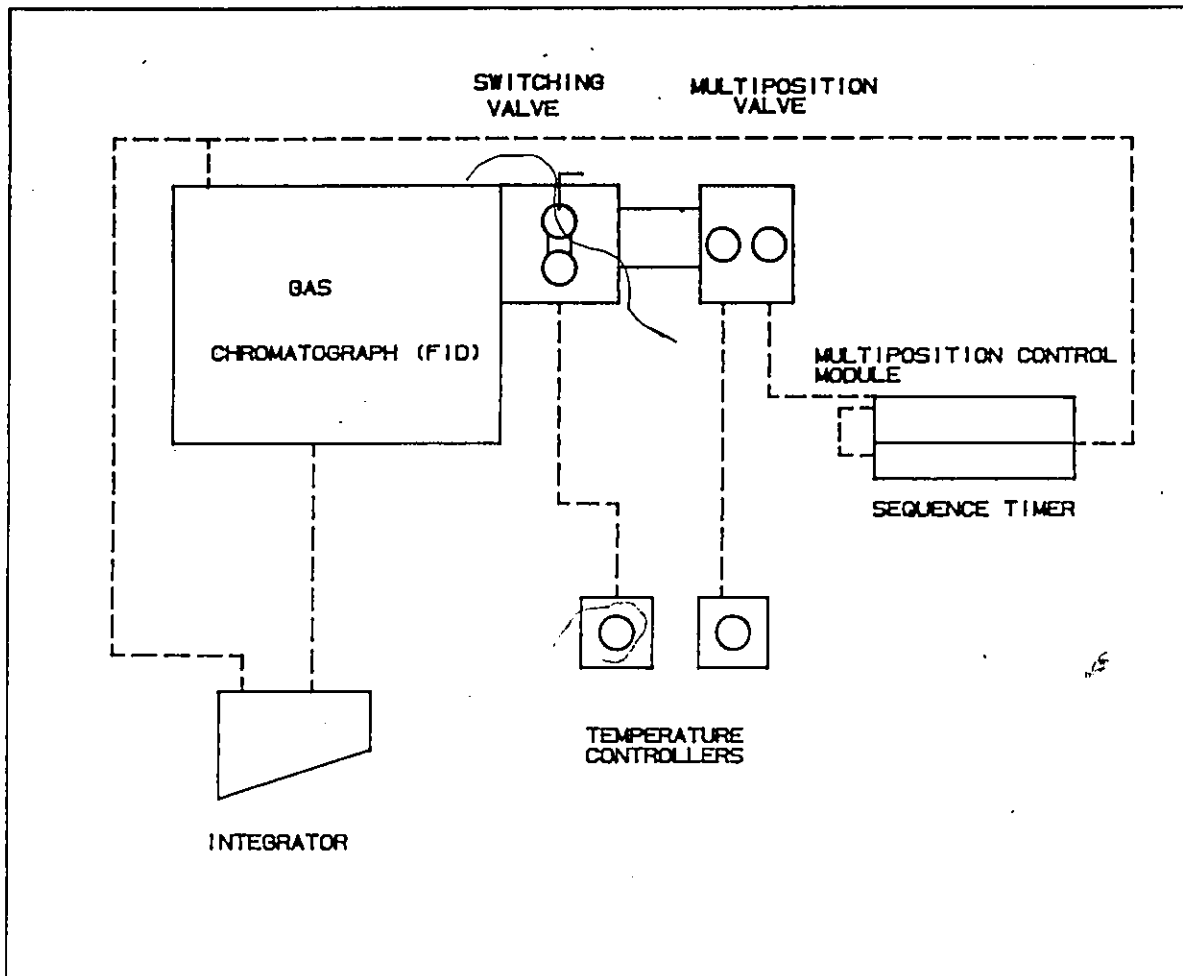 SWITCHING
VALVE
MULTIPOSITION
VALVE
GAS
CHROMATOGRAPH (FID)
MULTIPOSITION CONTROL
MODULE
SEQUENCE TIMER
TEMPERATURE
CONTROLLERS
INTEGRATOR